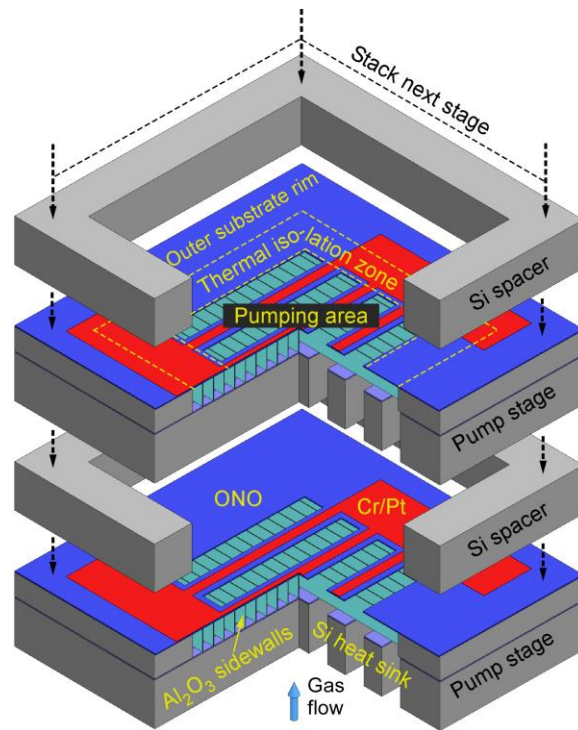 Stack next stage
Outer substrate rim
Thermal iso-lation zone
Si spacer
Pumping area
Pump stage
ONO
Cr/Pt
Si spacer
Al₂O₃ sidewalls
Si heat sink
Pump stage
Gas
flow